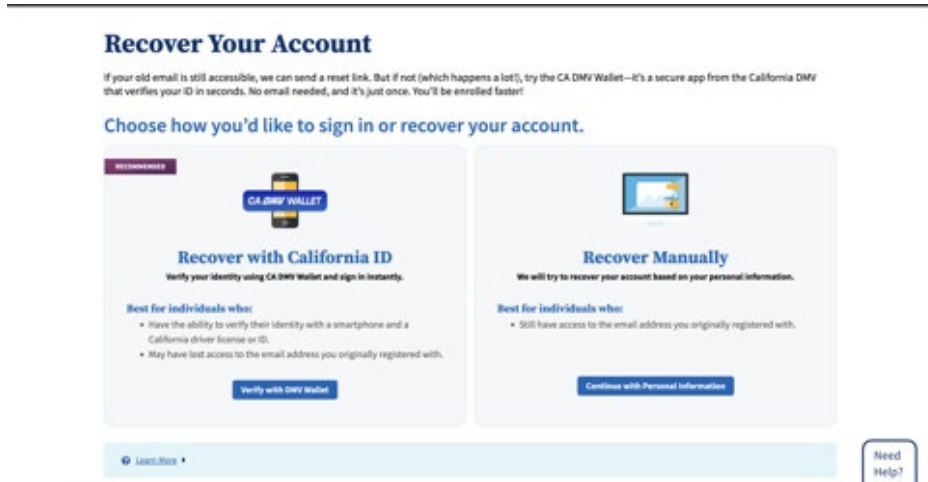 Recover Your Account
If your old email is still accessible, we can send a reset link. But if not (which happens a lot!), try the CA DMV Wallet—it's a secure app from the California DMV
that verifies your ID in seconds. No email needed, and it's just once. You'll be enrolled faster!
Choose how you'd like to sign in or recover your account.
RECOMMENDED
CA DMV WALLET
Recover with California ID
Verify your identity using CA DMV Wallet and sign in instantly.
Best for individuals who:
• Have the ability to verify their identity with a smartphone and a
California driver license or ID.
• May have lost access to the email address you originally registered with.
Verify with DMV Wallet
Recover Manually
We will try to recover your account based on your personal information.
Best for individuals who:
• Still have access to the email address you originally registered with.
Continue with Personal Information
Learn More
Need
Help?